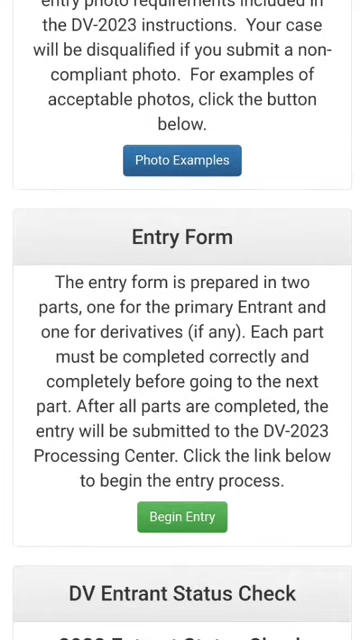 entry photo requirements included in
the DV-2023 instructions. Your case
will be disqualified if you submit a non-
compliant photo. For examples of
acceptable photos, click the button
below.
Photo Examples
Entry Form
The entry form is prepared in two
parts, one for the primary Entrant and
one for derivatives (if any). Each part
must be completed correctly and
completely before going to the next
part. After all parts are completed, the
entry will be submitted to the DV-2023
Processing Center. Click the link below
to begin the entry process.
Begin Entry
DV Entrant Status Check
Entrant Status Check